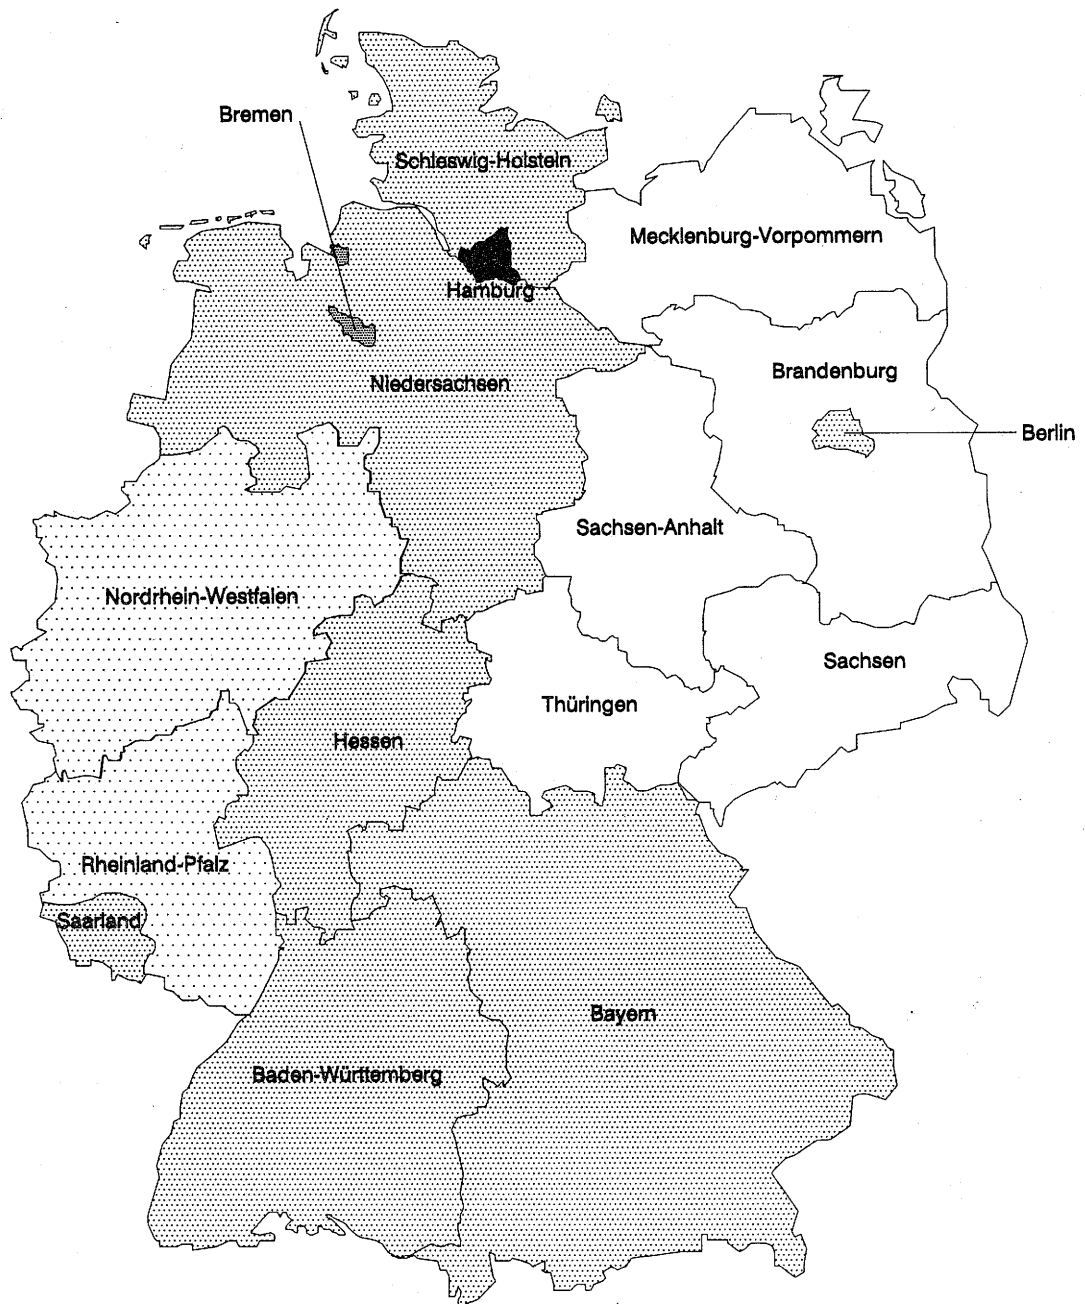 Bremen
Schleswig-Holstein
Mecklenburg-Vorpommern
Hamburg
Brandenburg
Niedersachsen
Berlin
Sachsen-Anhalt
Nordrhein-Westfalen
Sachsen
Thüringen
Hessen
Rheinland-Pfalz
Saarland
Bayern
Baden-Württemberg